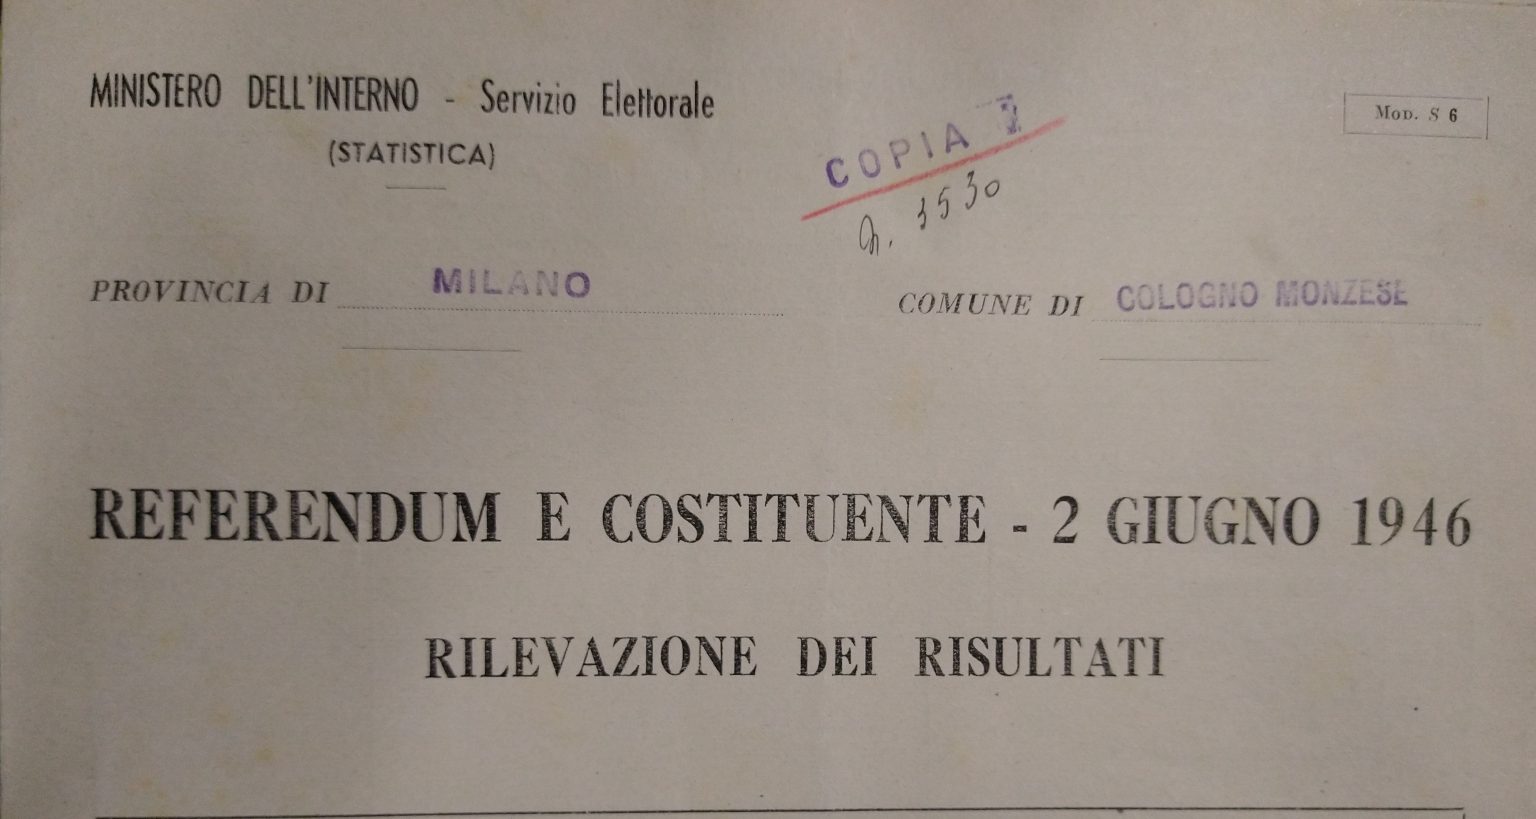 MINISTERO DELL'INTERNO - Servizio Elettorale
(STATISTICA)
MOD. S 6
COPIA
n. 3530
PROVINCIA DI MILANO
COMUNE DI COLOGNO MONZESE
REFERENDUM E COSTITUENTE - 2 GIUGNO 1946
RILEVAZIONE DEI RISULTATI